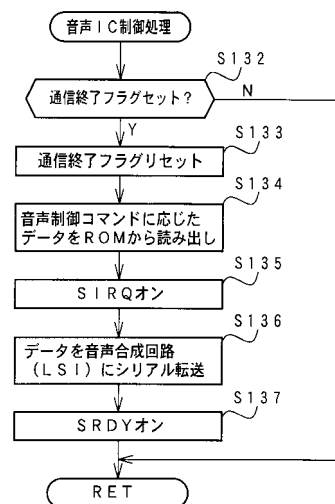 音声IC制御処理
S132
通信終了フラグセット?
N
Y
S133
通信終了フラグリセット
S134
音声制御コマンドに応じた
データをROMから読み出し
S135
SIRQオン
S136
データを音声合成回路
(LSI)にシリアル転送
S137
SRDYオン
RET